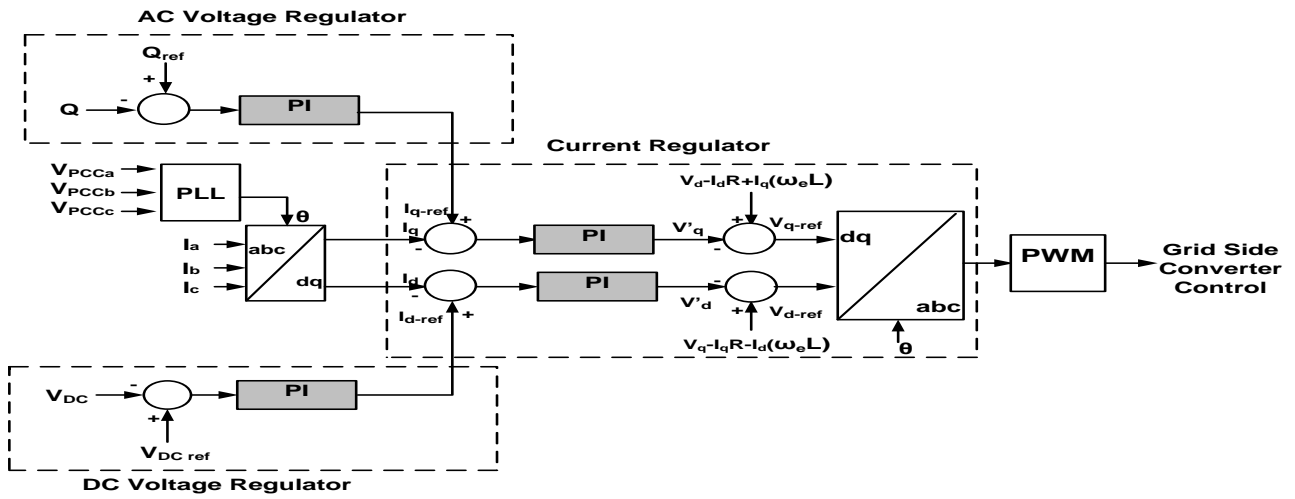 AC Voltage Regulator
Qref
+
Q
-
PI
Current Regulator
VPCCa
VPCCb
VPCCc
PLL
θ
Ia
Ib
Ic
abc
dq
Iq-ref
+
Iq
-
PI
V'q
-
Vd-IdR+Iq(ωeL)
+
Vq-ref
Id
-
Id-ref
+
PI
V'd
-
+
Vd-ref
Vq-IqR-Id(ωeL)
dq
abc
θ
PWM
Grid Side
Converter
Control
VDC
-
+
PI
VDC ref
DC Voltage Regulator